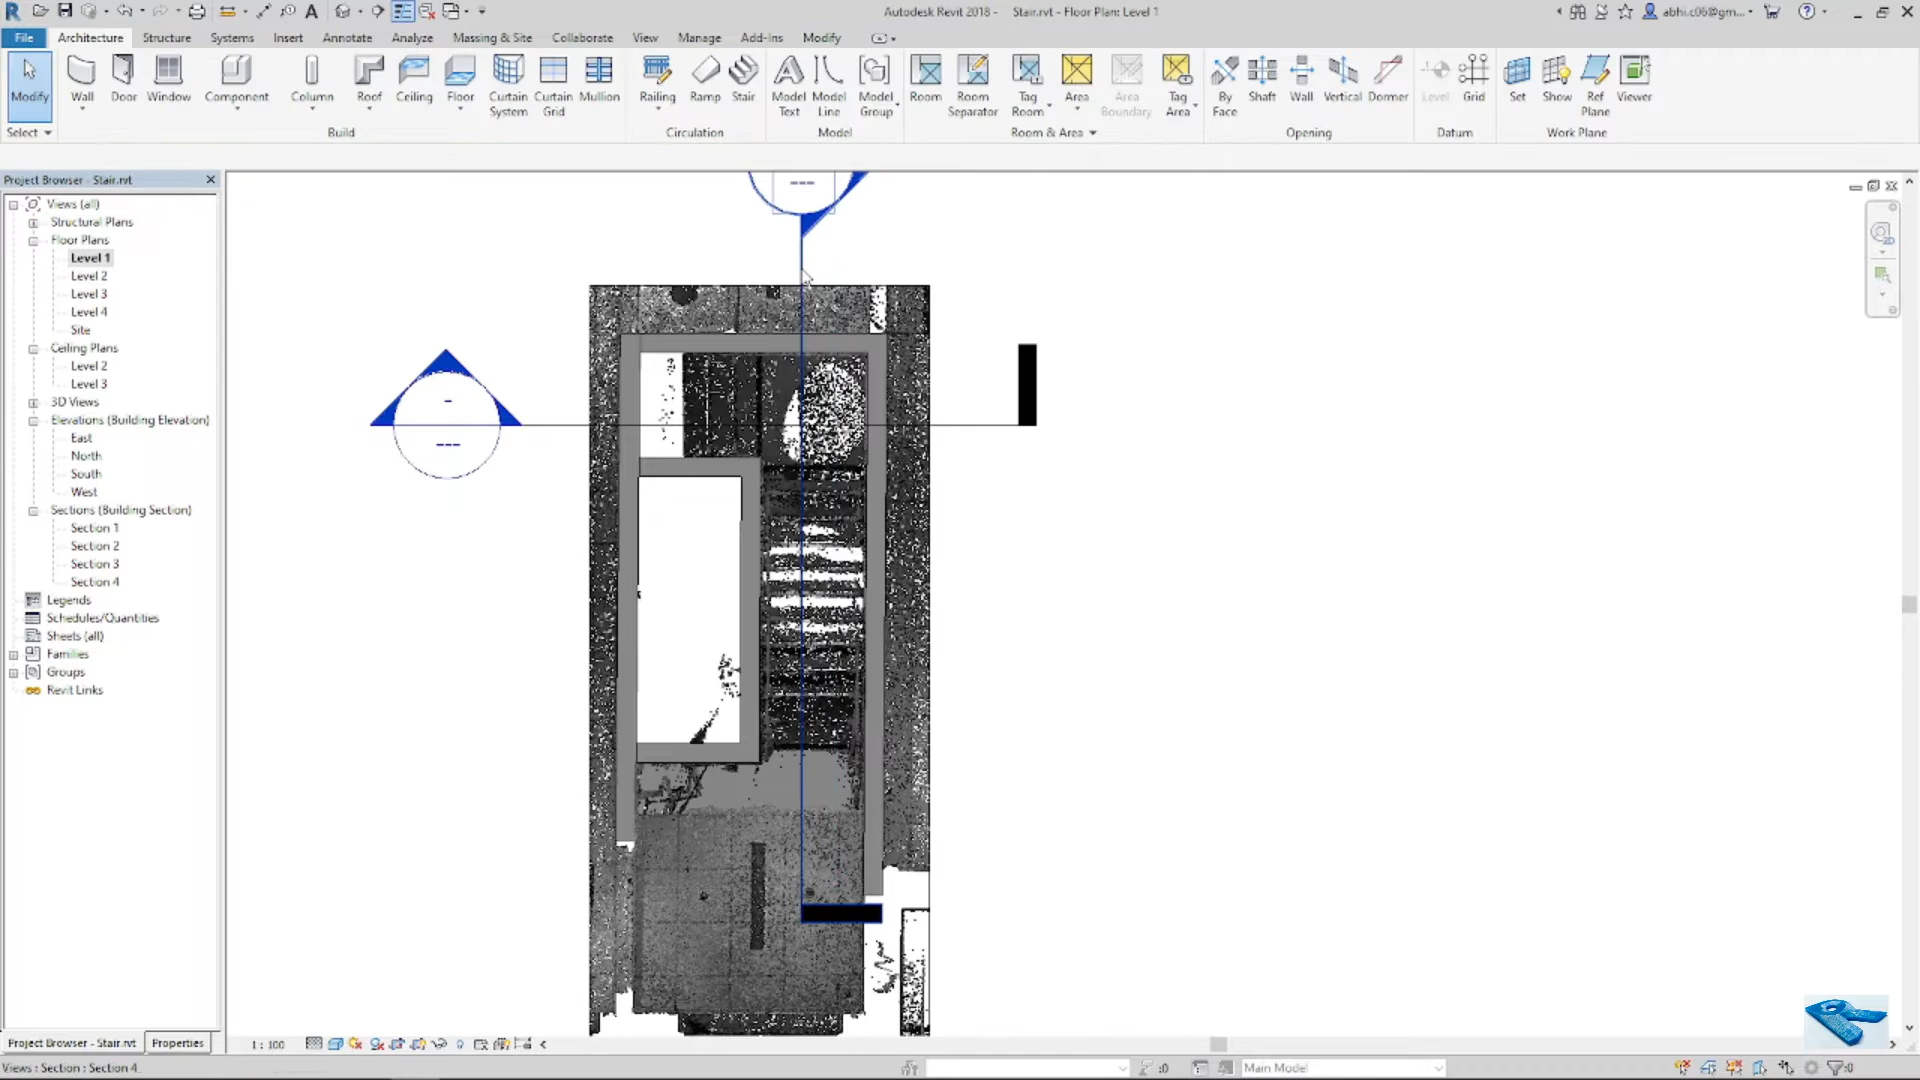 Autodesk Revit 2018 - Stair.rvt - Floor Plan: Level 1
abhi.c06@gm...
File Architecture Structure Systems Insert Annotate Analyze Massing & Site Collaborate View Manage Add-Ins Modify
Modify Wall Door Window Component Column Roof Ceiling Floor Curtain System Curtain Grid Mullion Railing Ramp Stair Model Text Model Line Model Group Room Room Separator Tag Room Area Area Boundary Tag Area By Face Shaft Wall Vertical Dormer Level Grid Set Show Ref Plane Viewer
Select Build Circulation Model Room & Area Opening Datum Work Plane
Project Browser - Stair.rvt
Views (all)
Structural Plans
Floor Plans
Level 1
Level 2
Level 3
Level 4
Site
Ceiling Plans
Level 2
Level 3
3D Views
Elevations (Building Elevation)
East
North
South
West
Sections (Building Section)
Section 1
Section 2
Section 3
Section 4
Legends
Schedules/Quantities
Sheets (all)
Families
Groups
Revit Links
Project Browser - Stair.rvt Properties
1 : 100
Views : Section : Section 4
:0 Main Model :0